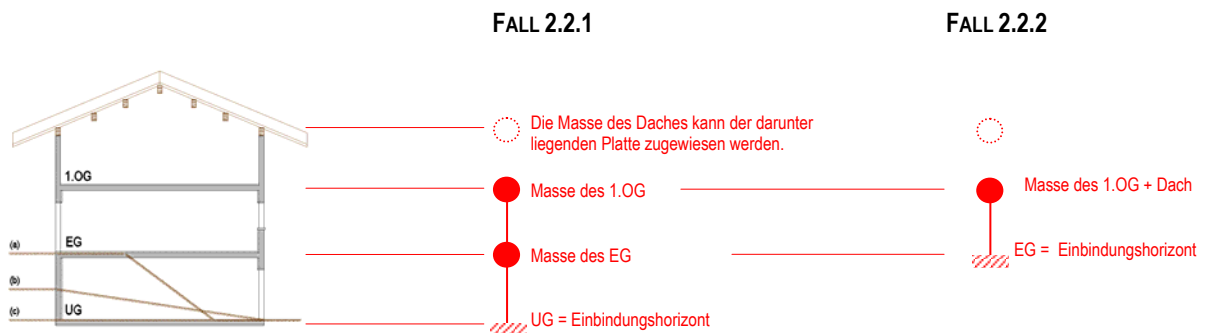 FALL 2.2.1
FALL 2.2.2
Die Masse des Daches kann der darunter
liegenden Platte zugewiesen werden.
1.OG
Masse des 1.OG
Masse des 1.OG + Dach
EG
(a)
Masse des EG
EG = Einbindungshorizont
(b)
(c)
UG
UG = Einbindungshorizont